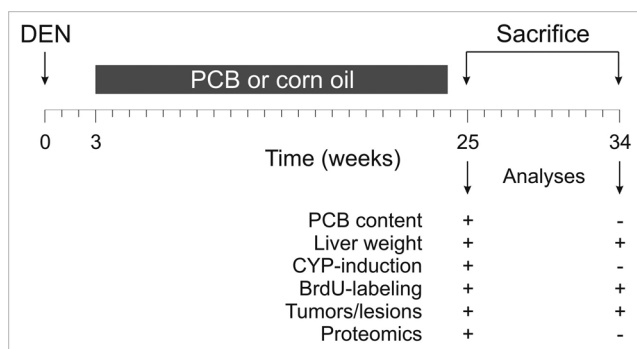 DEN Sacrifice
PCB or corn oil
0 3 25 34
Time (weeks)
Analyses
PCB content + -
Liver weight + +
CYP-induction + -
BrdU-labeling + +
Tumors/lesions + +
Proteomics + -